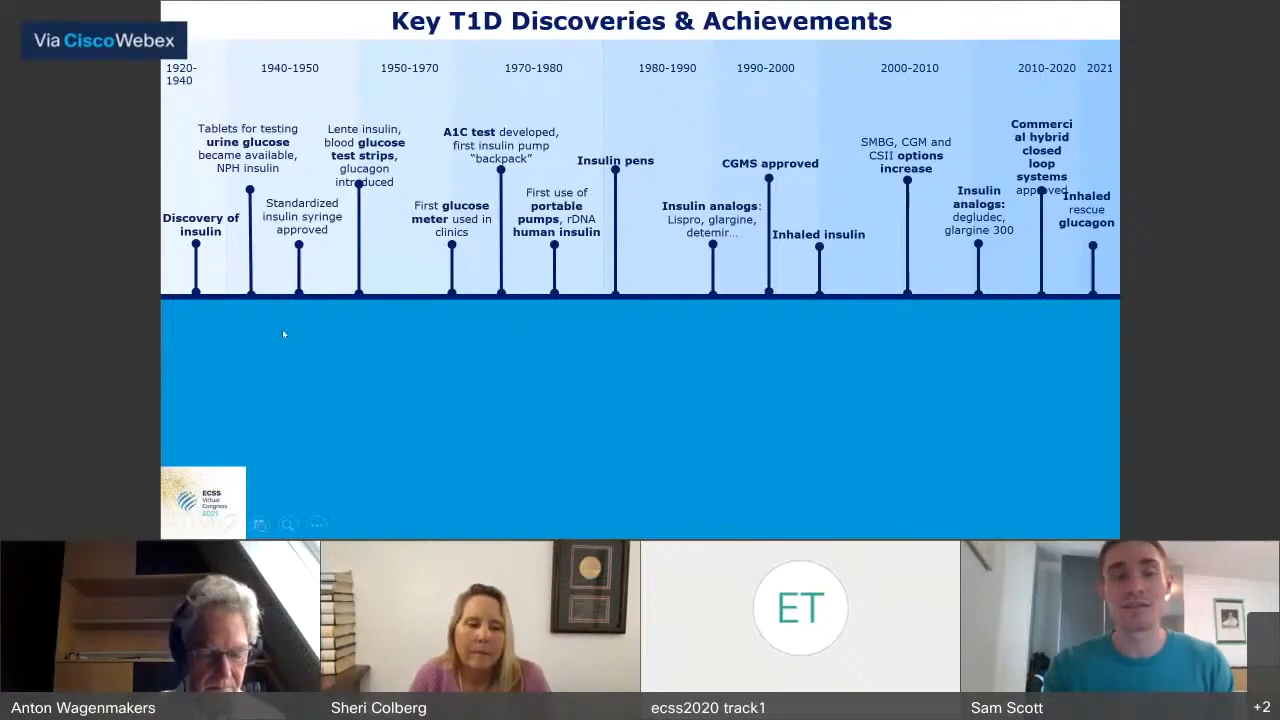 Key T1D Discoveries & Achievements
Via CiscoWebex
1920-
1940
1940-1950
1950-1970
1970-1980
1980-1990
1990-2000
2000-2010
2010-2020
2021
Discovery of
insulin
Tablets for testing
urine glucose
became available,
NPH insulin
Standardized
insulin syringe
approved
Lente insulin,
blood glucose
test strips,
glucagon
introduced
First glucose
meter used in
clinics
A1C test developed,
first insulin pump
“backpack”
First use of
portable
pumps, rDNA
human insulin
Insulin pens
Insulin analogs:
Lispro, glargine,
detemir…
CGMS approved
Inhaled insulin
SMBG, CGM and
CSII options
increase
Insulin
analogs:
degludec,
glargine 300
Commerci
al hybrid
closed
loop
systems
approved
Inhaled
rescue
glucagon
ECSS
Virtual
Congress
2021
ET
Anton Wagenmakers
Sheri Colberg
ecss2020 track1
Sam Scott
+2